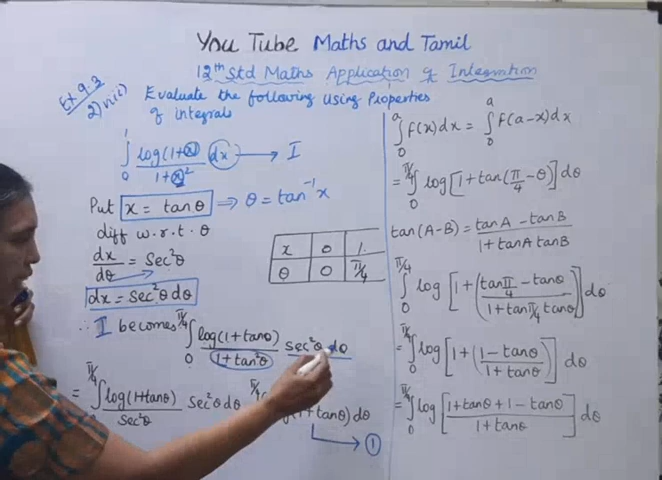 You Tube Maths and Tamil
12th Std Maths Application of Integration
Ex 9.3
2) viii) Evaluate the following Using Properties
of integrals
∫₀¹ log(1+x)/(1+x²) dx → I
Put x = tanθ ⇒ θ = tan⁻¹x
diff w.r.t. θ
dx/dθ = sec²θ
dx = sec²θ dθ
x 0 1
θ 0 π/4
∴ I becomes ∫₀^(π/4) log(1+tanθ)/(1+tan²θ) sec²θ dθ
= ∫₀^(π/4) log(1+tanθ)/sec²θ sec²θ dθ π/4 1+tanθ) dθ
→ ①
∫₀ᵃ f(x)dx = ∫₀ᵃ f(a-x)dx
= ∫₀^(π/4) log[1+tan(π/4 - θ)] dθ
tan(A-B) = (tanA - tanB)/(1+tanA tanB)
∫₀^(π/4) log[1+((tan π/4 - tanθ)/(1+tan π/4 tanθ))] dθ
= ∫₀^(π/4) log[1+((1-tanθ)/(1+tanθ))] dθ
= ∫₀^(π/4) log[(1+tanθ+1-tanθ)/(1+tanθ)] dθ